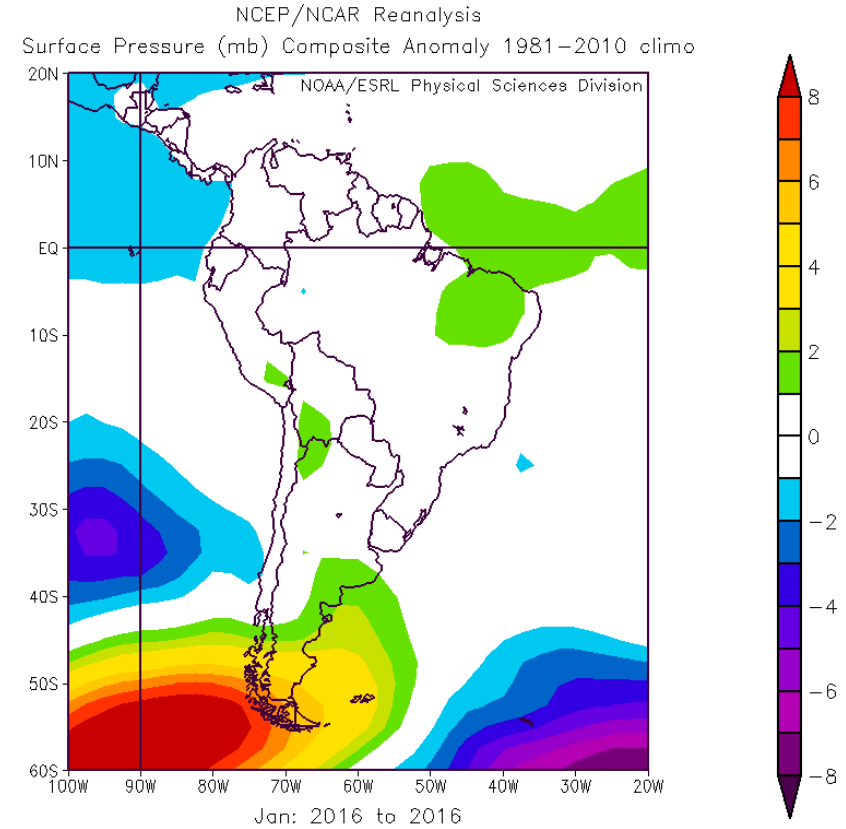 NCEP/NCAR Reanalysis
Surface Pressure (mb) Composite Anomaly 1981-2010 climo
NOAA/ESRL Physical Sciences Division
20N
10N
EQ
10S
20S
30S
40S
50S
60S
100W 90W 80W 70W 60W 50W 40W 30W 20W
Jan: 2016 to 2016
8
6
4
2
0
-2
-4
-6
-8